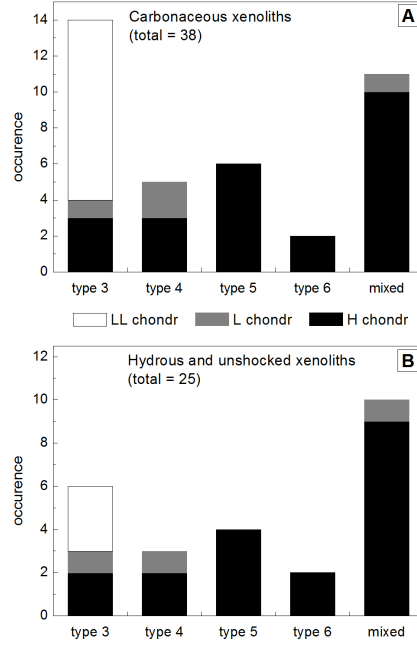 Carbonaceous xenoliths
(total = 38)
A
occurence
14
12
10
8
6
4
2
0
type 3 type 4 type 5 type 6 mixed
LL chondr L chondr H chondr
Hydrous and unshocked xenoliths
(total = 25)
B
occurence
12
10
8
6
4
2
0
type 3 type 4 type 5 type 6 mixed